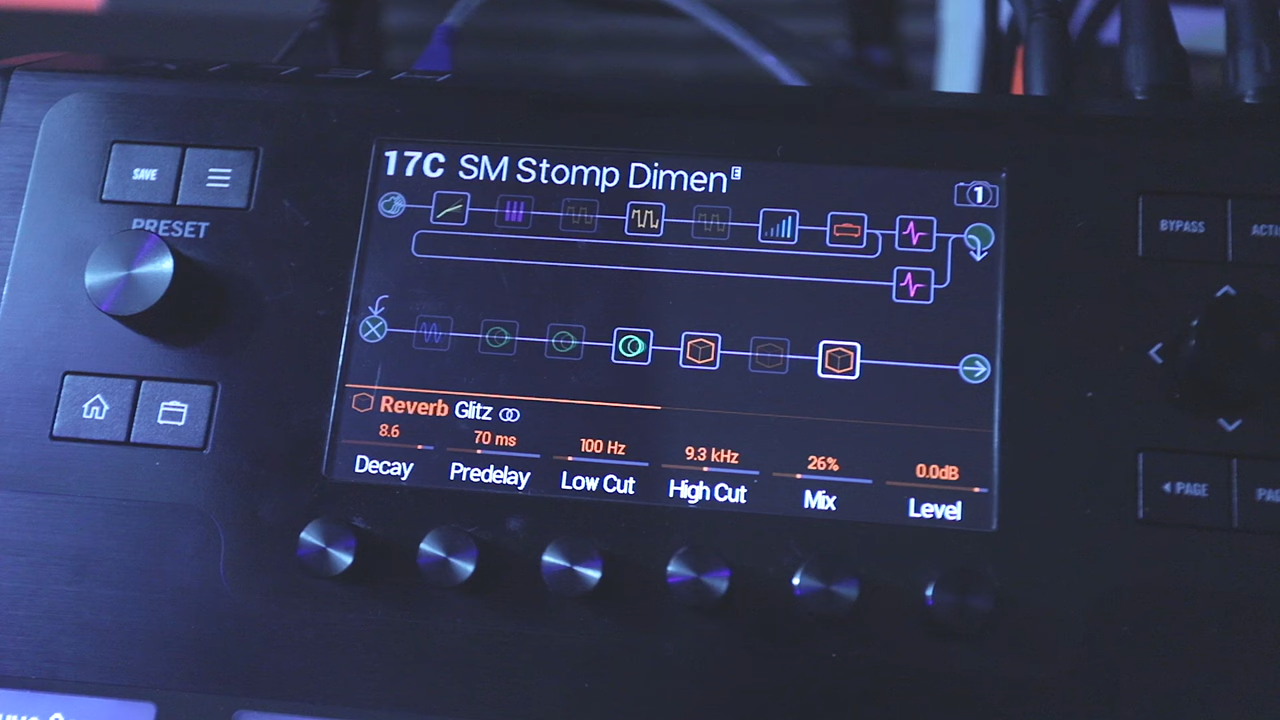 17C SM Stomp Dimen E
1
SAVE
PRESET
BYPASS
Reverb Glitz
8.6 70 ms 100 Hz 9.3 kHz 26% 0.0dB
Decay Predelay Low Cut High Cut Mix Level
PAGE